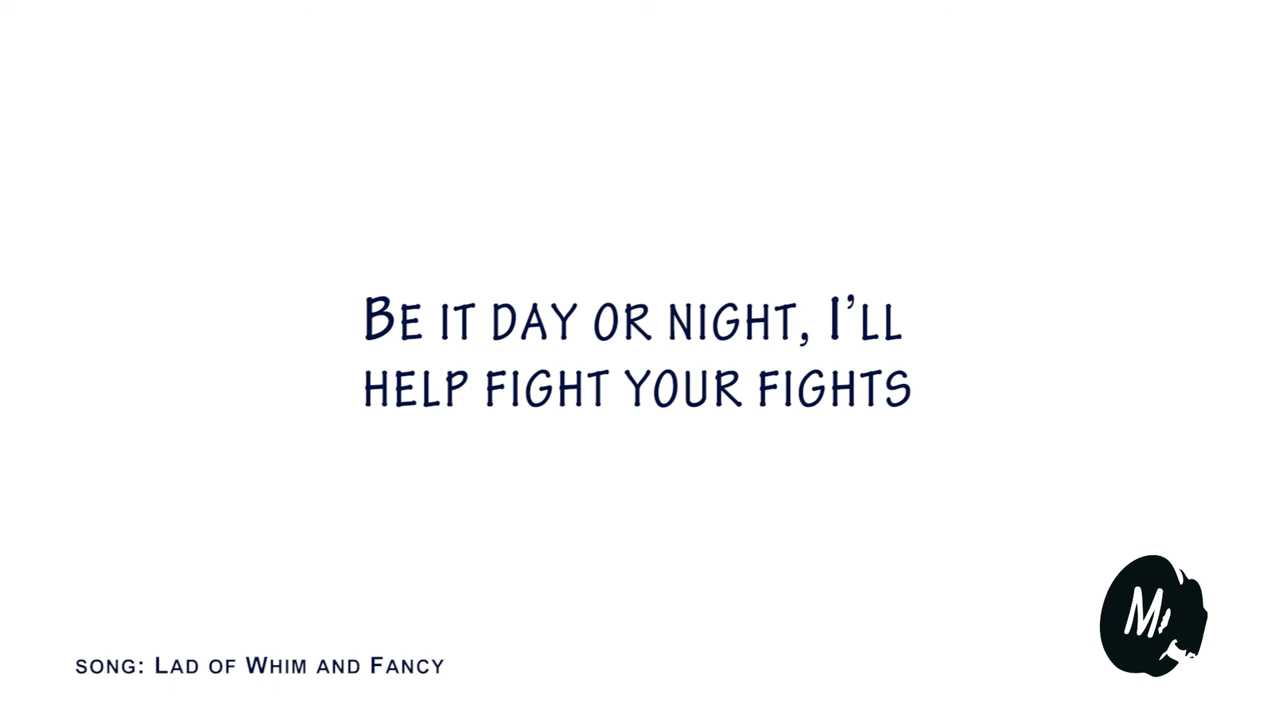 Be it day or night, I'll
help fight your fights
song: Lad of Whim and Fancy
M